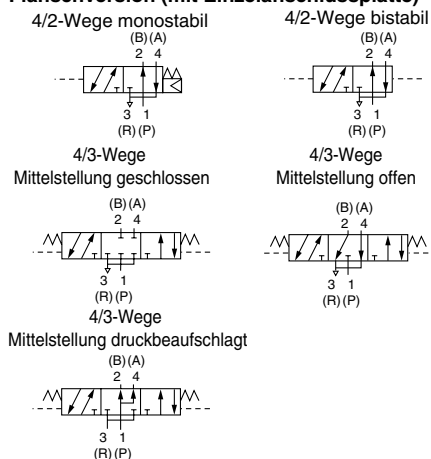 Flanschversion (mit Einzelanschlussplatte)
4/2-Wege monostabil
(B) (A)
2 4
3 1
(R) (P)
4/2-Wege bistabil
(B) (A)
2 4
3 1
(R) (P)
4/3-Wege
Mittelstellung geschlossen
(B) (A)
2 4
3 1
(R) (P)
4/3-Wege
Mittelstellung offen
(B) (A)
2 4
3 1
(R) (P)
4/3-Wege
Mittelstellung druckbeaufschlagt
(B) (A)
2 4
3 1
(R) (P)